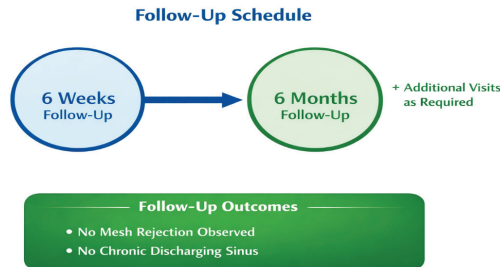 Follow-Up Schedule
6 Weeks
Follow-Up
6 Months
Follow-Up
+ Additional Visits
as Required
Follow-Up Outcomes
• No Mesh Rejection Observed
• No Chronic Discharging Sinus